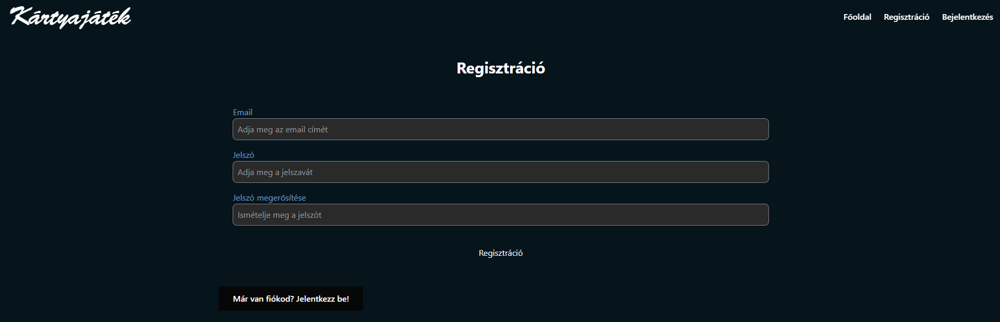 Kártyajáték
Főoldal Regisztráció Bejelentkezés
Regisztráció
Email
Adja meg az email címét
Jelszó
Adja meg a jelszavát
Jelszó megerősítése
Ismételje meg a jelszót
Regisztráció
Már van fiókod? Jelentkezz be!